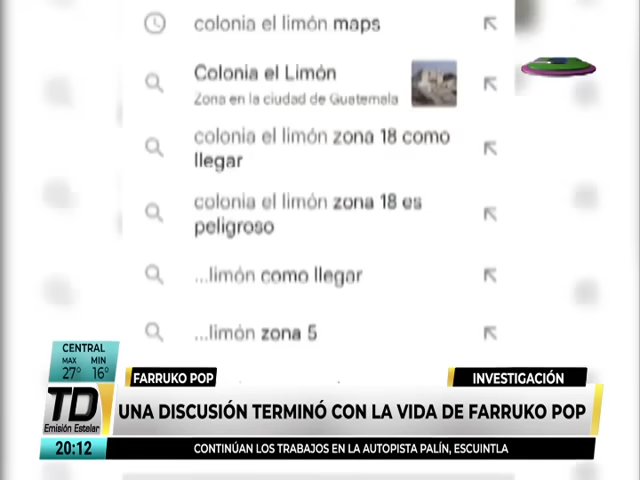 colonia el limón maps
Colonia el Limón
Zona en la ciudad de Guatemala
colonia el limón zona 18 como
llegar
colonia el limón zona 18 es
peligroso
...limón como llegar
...limón zona 5
CENTRAL
MAX MIN
27° 16°
FARRUKO POP
INVESTIGACIÓN
TD
Emisión Estelar
UNA DISCUSIÓN TERMINÓ CON LA VIDA DE FARRUKO POP
20:12
CONTINÚAN LOS TRABAJOS EN LA AUTOPISTA PALÍN, ESCUINTLA